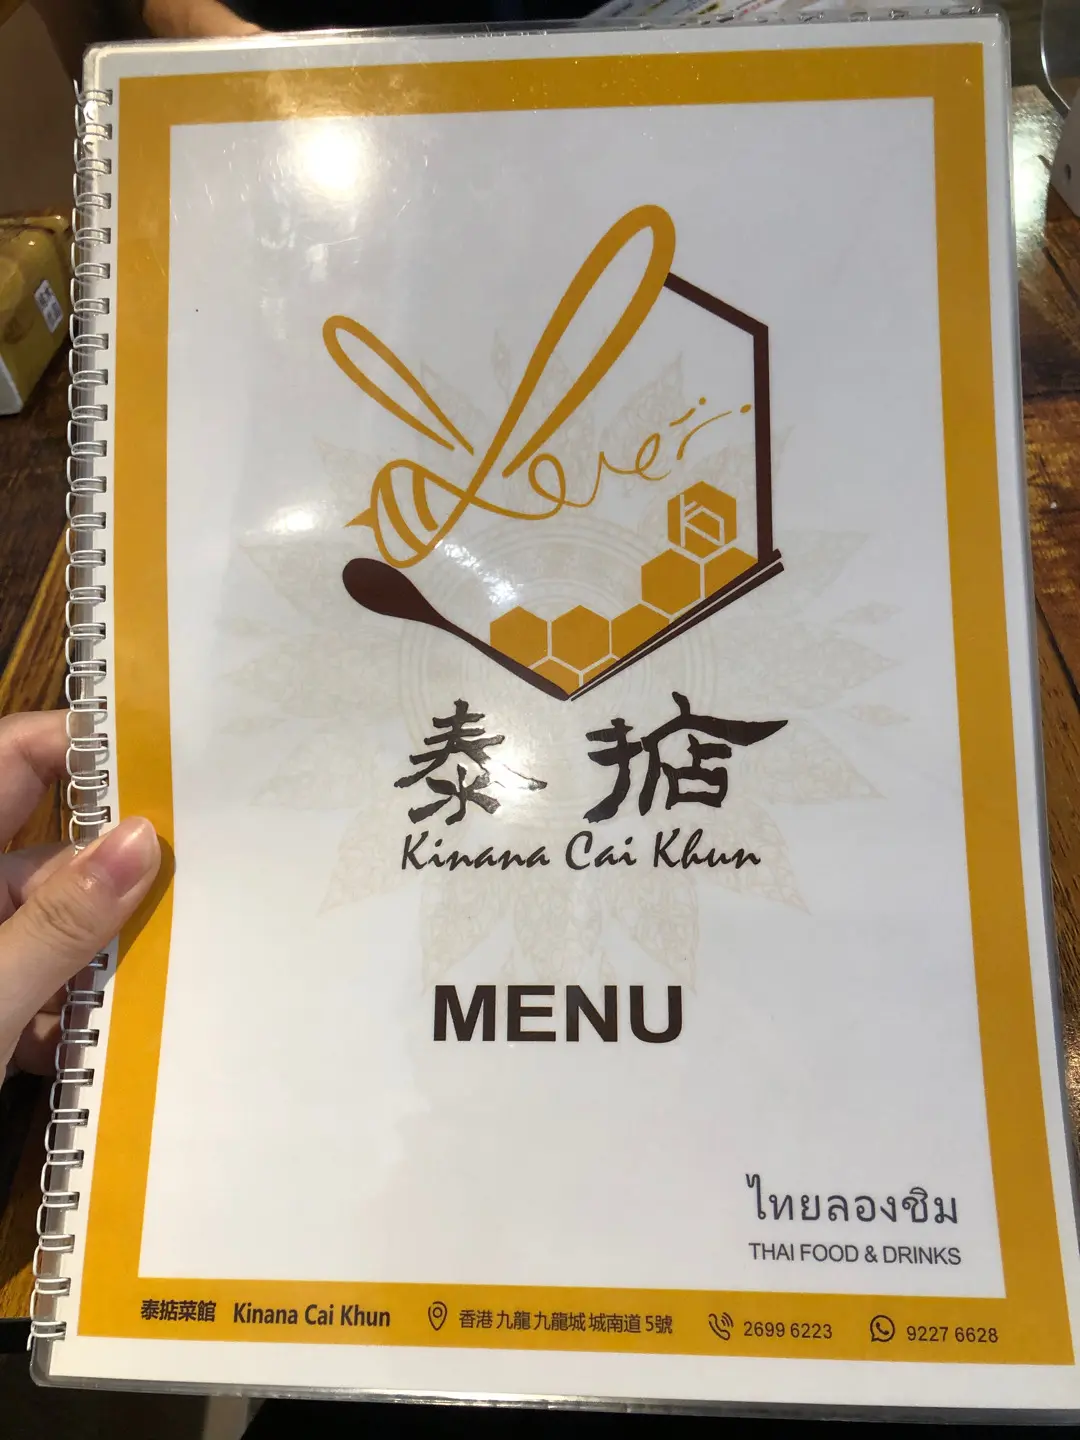 泰掂
Kinana Cai Khun
MENU
ไทยลองชิม
THAI FOOD & DRINKS
泰掂菜館 Kinana Cai Khun 香港 九龍 九龍城 城南道 5號 2699 6223 9227 6628